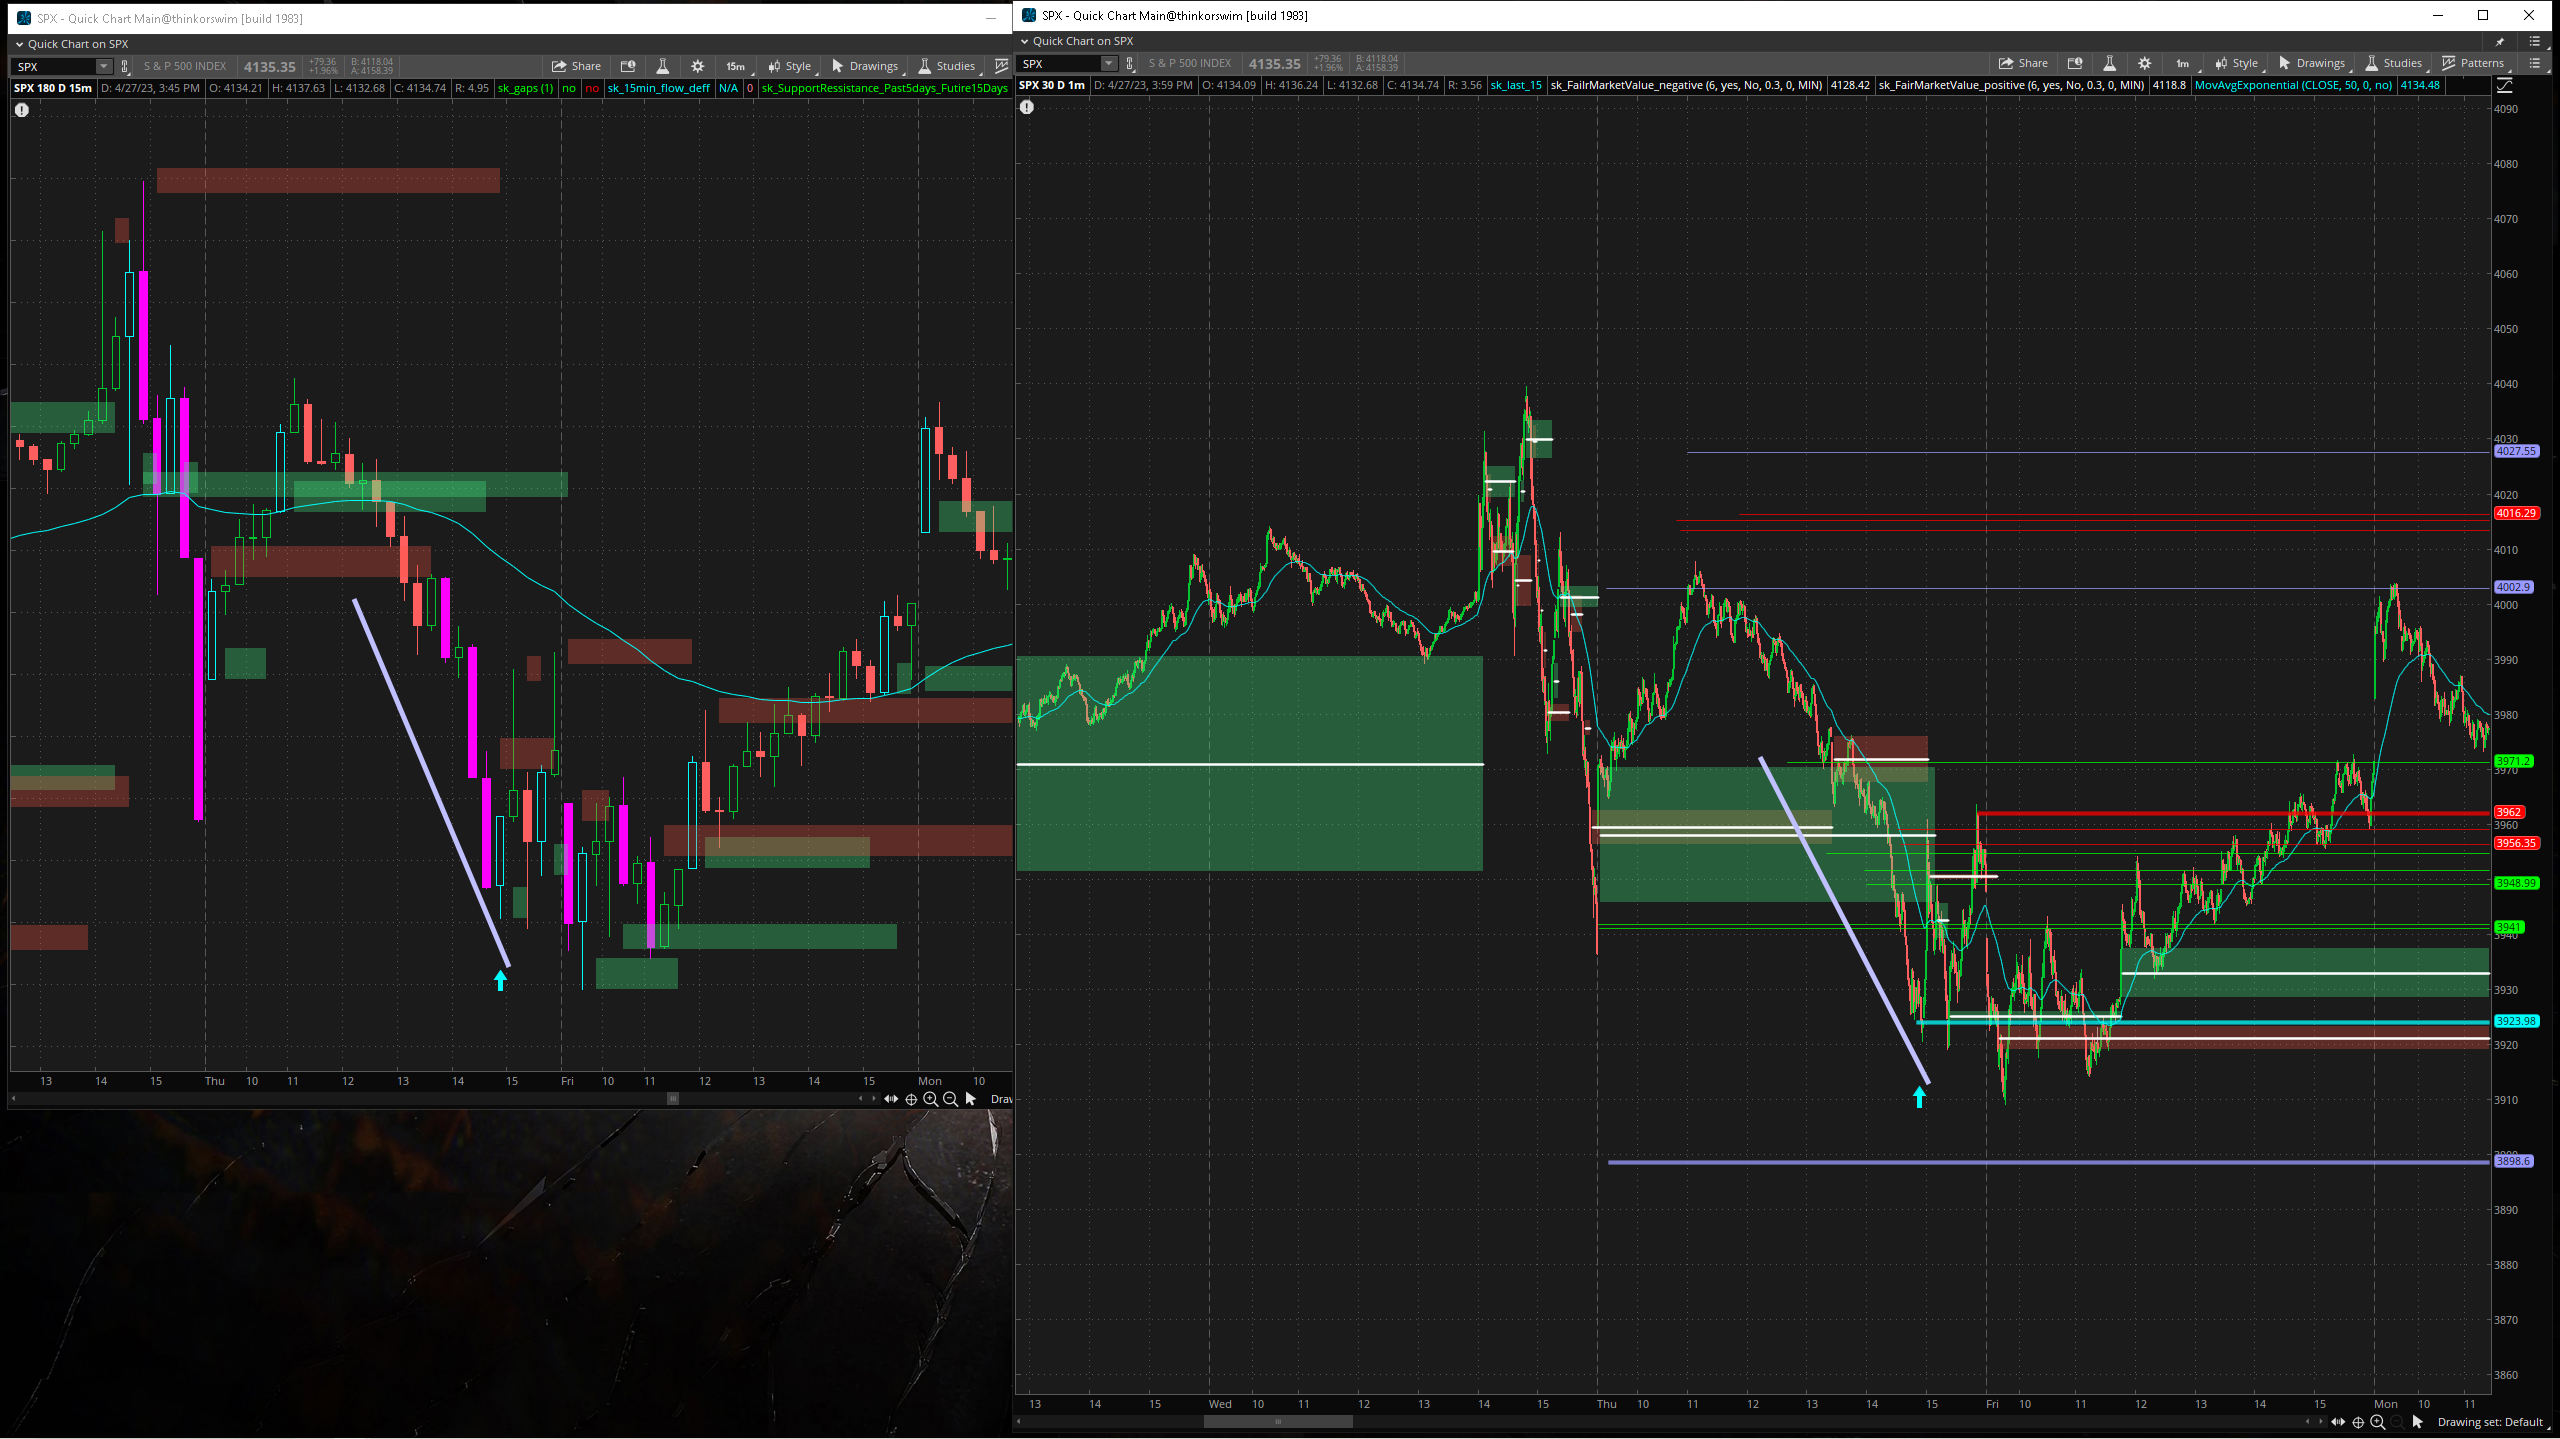 SPX - Quick Chart Main@thinkorswim [build 1983]
Quick Chart on SPX
SPX S & P 500 INDEX 4135.35 +79.36 +1.96% B: 4118.04 A: 4158.39 Share 15m Style Drawings Studies
SPX 180 D 15m D: 4/27/23, 3:45 PM O: 4134.21 H: 4137.63 L: 4132.68 C: 4134.74 R: 4.95 sk_gaps (1) no no sk_15min_flow_deff N/A 0 sk_SupportRessistance_Past5days_Futire15Days
13 14 15 Thu 10 11 12 13 14 15 Fri 10 11 12 13 14 15 Mon 10
Draw
SPX - Quick Chart Main@thinkorswim [build 1983]
Quick Chart on SPX
SPX S & P 500 INDEX 4135.35 +79.36 +1.96% B: 4118.04 A: 4158.39 Share 1m Style Drawings Studies Patterns
SPX 30 D 1m D: 4/27/23, 3:59 PM O: 4134.09 H: 4136.24 L: 4132.68 C: 4134.74 R: 3.56 sk_last_15 sk_FailrMarketValue_negative (6, yes, No, 0.3, 0, MIN) 4128.42 sk_FairMarketValue_positive (6, yes, No, 0.3, 0, MIN) 4118.8 MovAvgExponential (CLOSE, 50, 0, no) 4134.48
4090
4080
4070
4060
4050
4040
4030
4027.55
4020
4016.29
4010
4002.9
4000
3990
3980
3971.2
3970
3962
3960
3956.35
3948.99
3941
3940
3930
3923.98
3920
3910
3898.6
3890
3880
3870
3860
13 14 15 Wed 10 11 12 13 14 15 Thu 10 11 12 13 14 15 Fri 10 11 12 13 14 15 Mon 10 11
Drawing set: Default